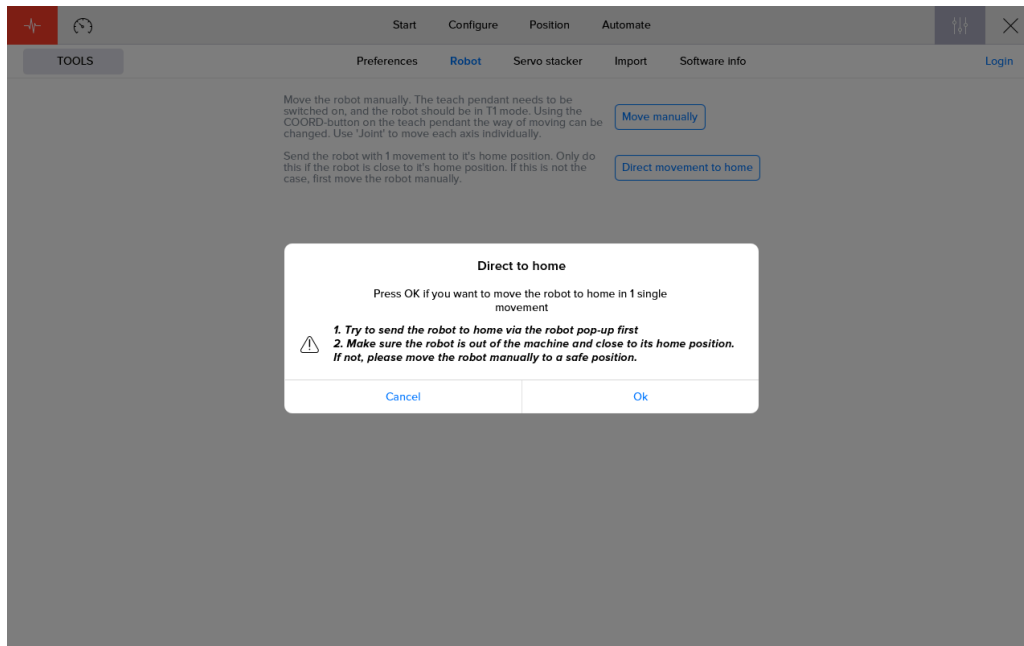 Start Configure Position Automate
TOOLS Preferences Robot Servo stacker Import Software info Login
Move the robot manually. The teach pendant needs to be
switched on, and the robot should be in T1 mode. Using the
COORD-button on the teach pendant the way of moving can be
changed. Use 'Joint' to move each axis individually.
Move manually
Send the robot with 1 movement to it's home position. Only do
this if the robot is close to it's home position. If this is not the
case, first move the robot manually.
Direct movement to home
Direct to home
Press OK if you want to move the robot to home in 1 single
movement
1. Try to send the robot to home via the robot pop-up first
2. Make sure the robot is out of the machine and close to its home position.
If not, please move the robot manually to a safe position.
Cancel Ok